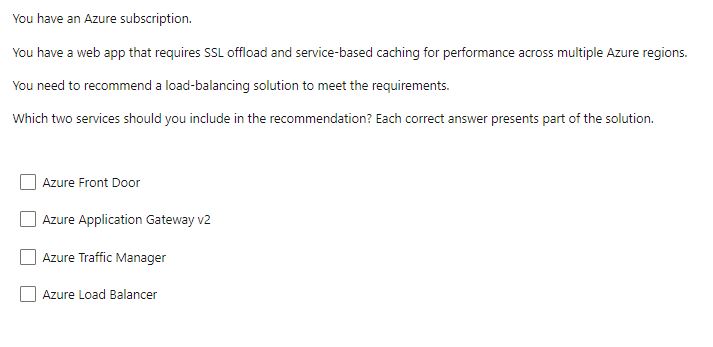 You have an Azure subscription.
You have a web app that requires SSL offload and service-based caching for performance across multiple Azure regions.
You need to recommend a load-balancing solution to meet the requirements.
Which two services should you include in the recommendation? Each correct answer presents part of the solution.
Azure Front Door
Azure Application Gateway v2
Azure Traffic Manager
Azure Load Balancer